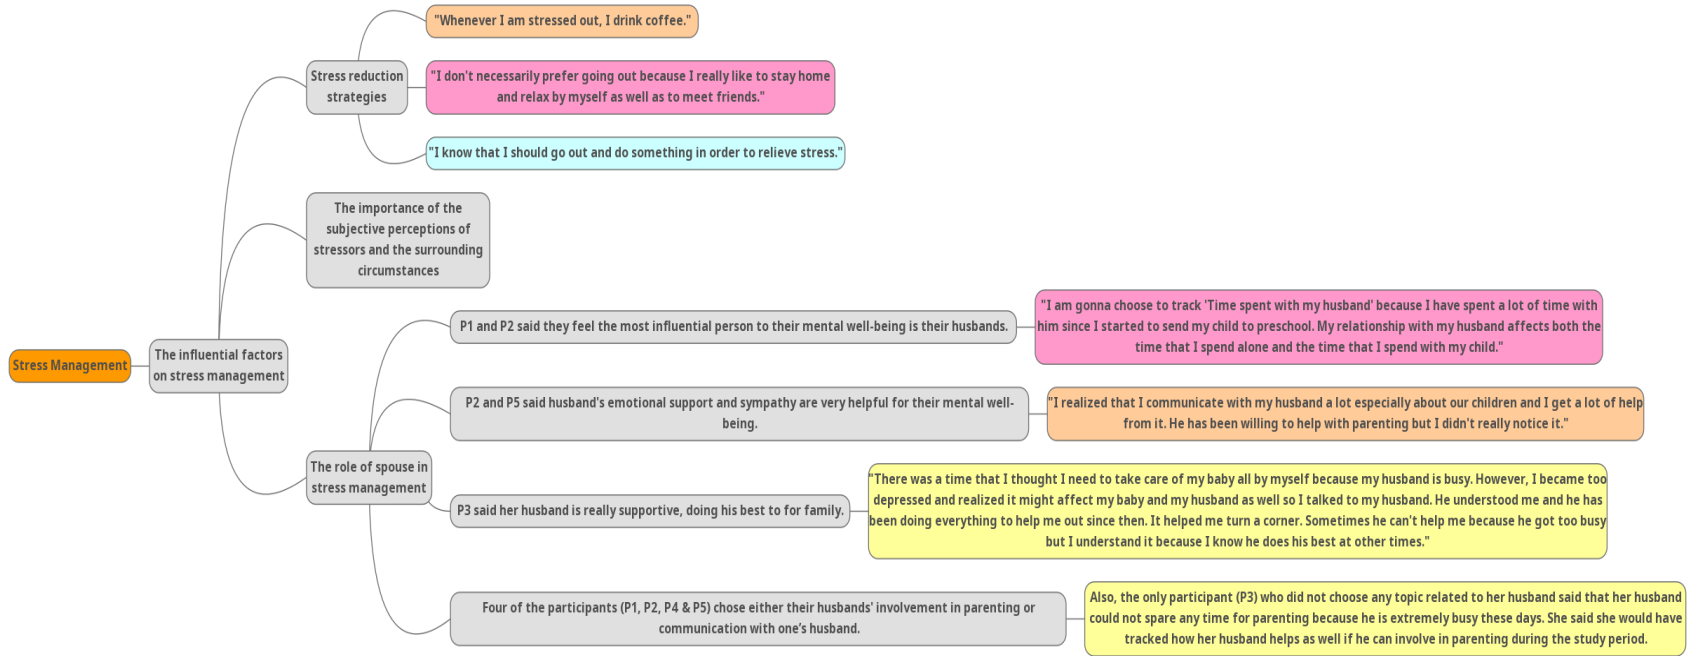 "Whenever I am stressed out, I drink coffee."
Stress reduction
strategies
"I don't necessarily prefer going out because I really like to stay home
and relax by myself as well as to meet friends."
"I know that I should go out and do something in order to relieve stress."
The importance of the
subjective perceptions of
stressors and the surrounding
circumstances
Stress Management
The influential factors
on stress management
The role of spouse in
stress management
P1 and P2 said they feel the most influential person to their mental well-being is their husbands.
"I am gonna choose to track 'Time spent with my husband' because I have spent a lot of time with
him since I started to send my child to preschool. My relationship with my husband affects both the
time that I spend alone and the time that I spend with my child."
P2 and P5 said husband's emotional support and sympathy are very helpful for their mental well-
being.
"I realized that I communicate with my husband a lot especially about our children and I get a lot of help
from it. He has been willing to help with parenting but I didn't really notice it."
P3 said her husband is really supportive, doing his best to for family.
"There was a time that I thought I need to take care of my baby all by myself because my husband is busy. However, I became too
depressed and realized it might affect my baby and my husband as well so I talked to my husband. He understood me and he has
been doing everything to help me out since then. It helped me turn a corner. Sometimes he can't help me because he got too busy
but I understand it because I know he does his best at other times."
Four of the participants (P1, P2, P4 & P5) chose either their husbands' involvement in parenting or
communication with one’s husband.
Also, the only participant (P3) who did not choose any topic related to her husband said that her husband
could not spare any time for parenting because he is extremely busy these days. She said she would have
tracked how her husband helps as well if he can involve in parenting during the study period.